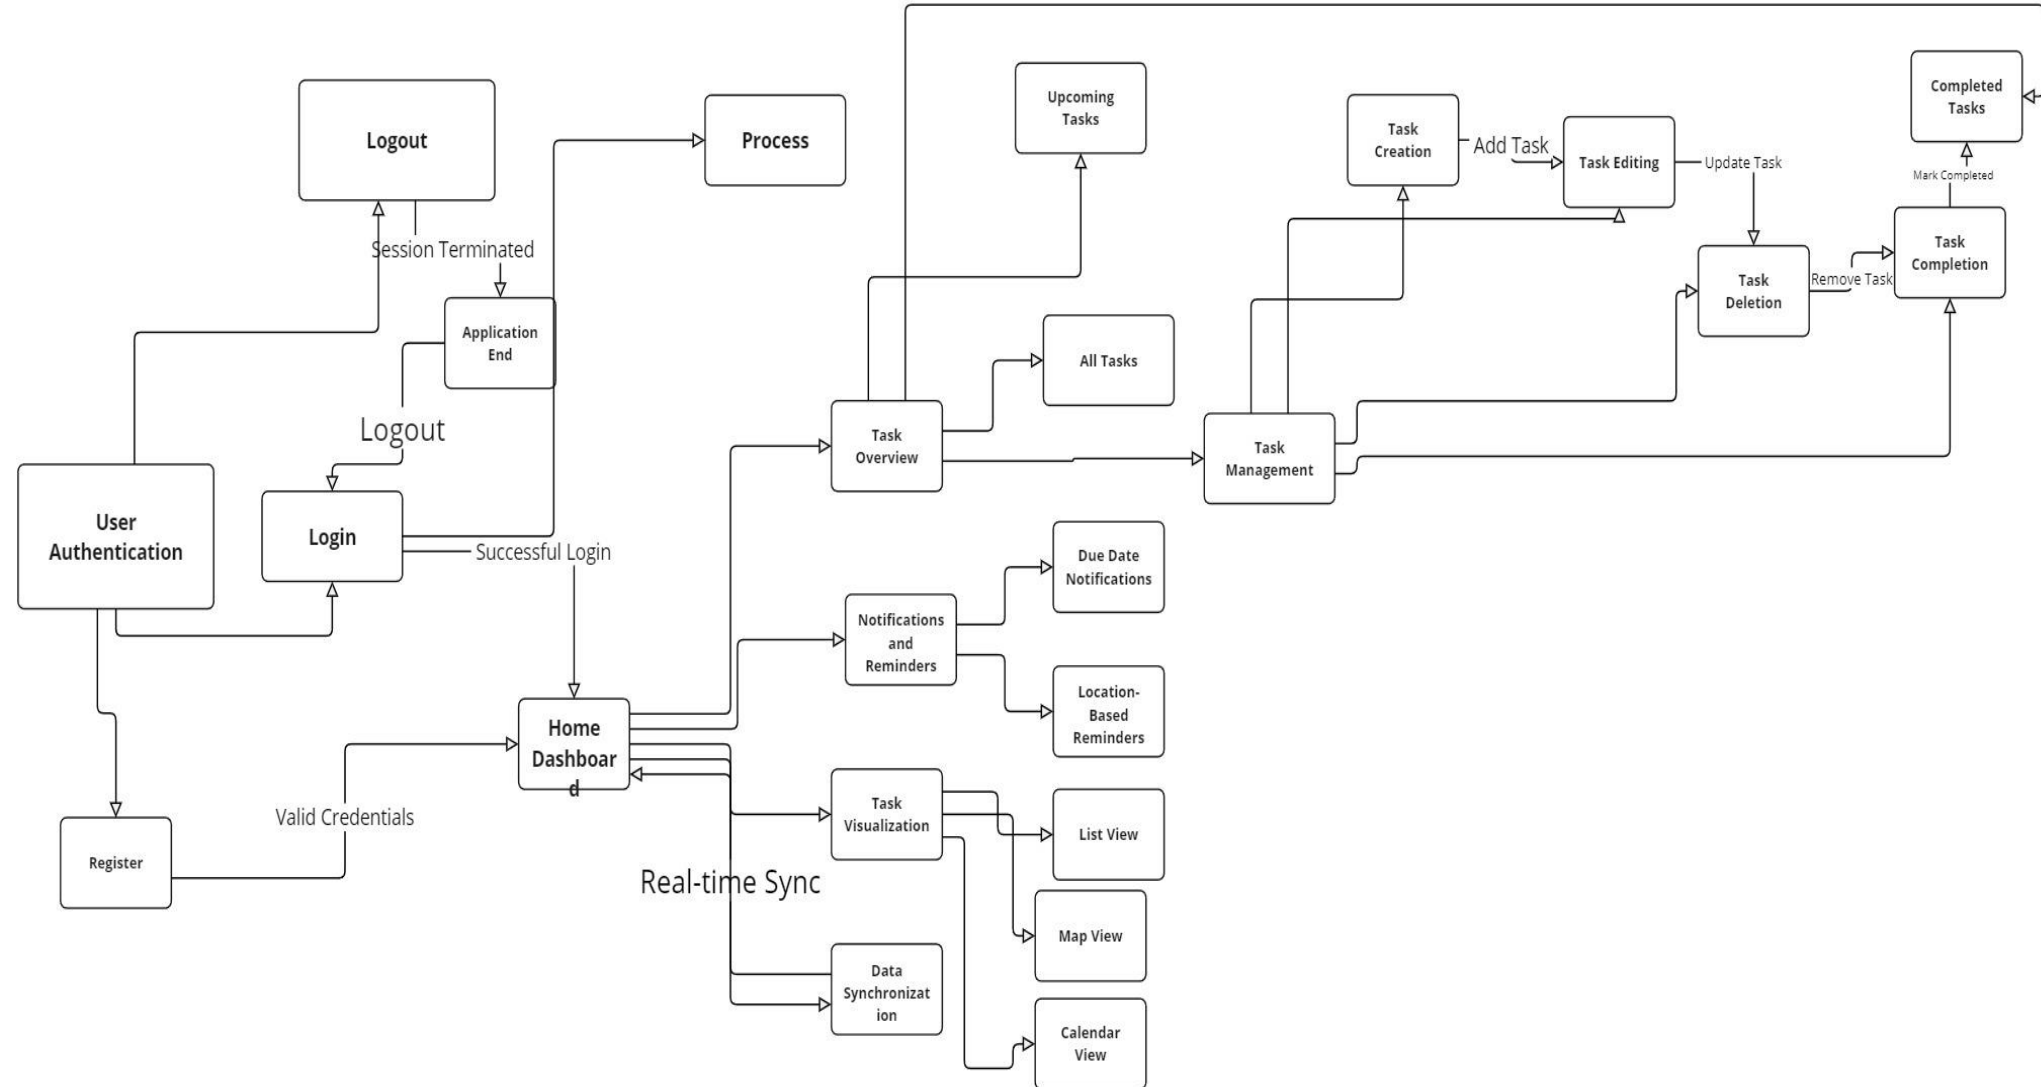 Logout
Process
Upcoming
Tasks
Task
Creation
Add Task
Task Editing
Update Task
Completed
Tasks
Mark Completed
Session Terminated
Task
Completion
Task
Deletion
Remove Task
Application
End
All Tasks
Logout
Task
Overview
Task
Management
User
Authentication
Login
Successful Login
Due Date
Notifications
Notifications
and
Reminders
Location-
Based
Reminders
Home
Dashboar
d
Valid Credentials
Register
Task
Visualization
List View
Real-time Sync
Map View
Data
Synchronizat
ion
Calendar
View